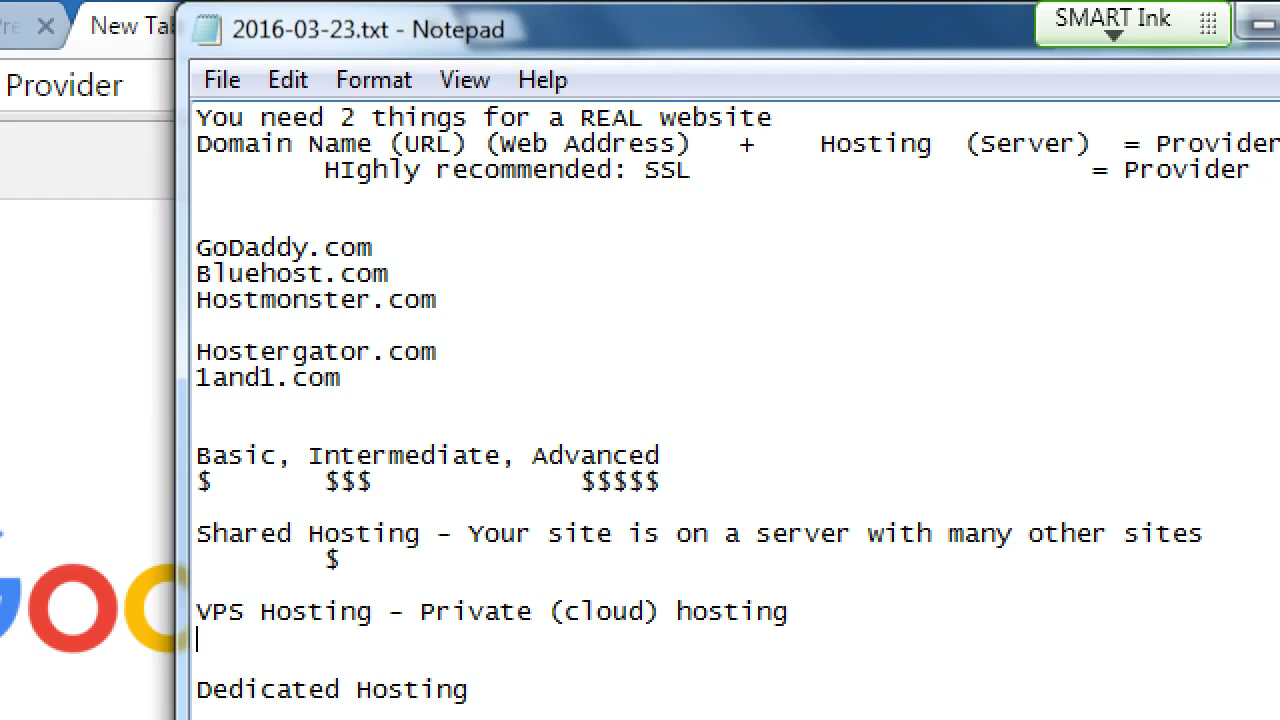 New Tab
2016-03-23.txt - Notepad
SMART Ink
Provider
File Edit Format View Help
You need 2 things for a REAL website
Domain Name (URL) (Web Address) + Hosting (Server) = Provider
HIghly recommended: SSL = Provider
GoDaddy.com
Bluehost.com
Hostmonster.com
Hostergator.com
1and1.com
Basic, Intermediate, Advanced
$ $$$ $$$$$
Shared Hosting - Your site is on a server with many other sites
$
VPS Hosting - Private (cloud) hosting
Dedicated Hosting